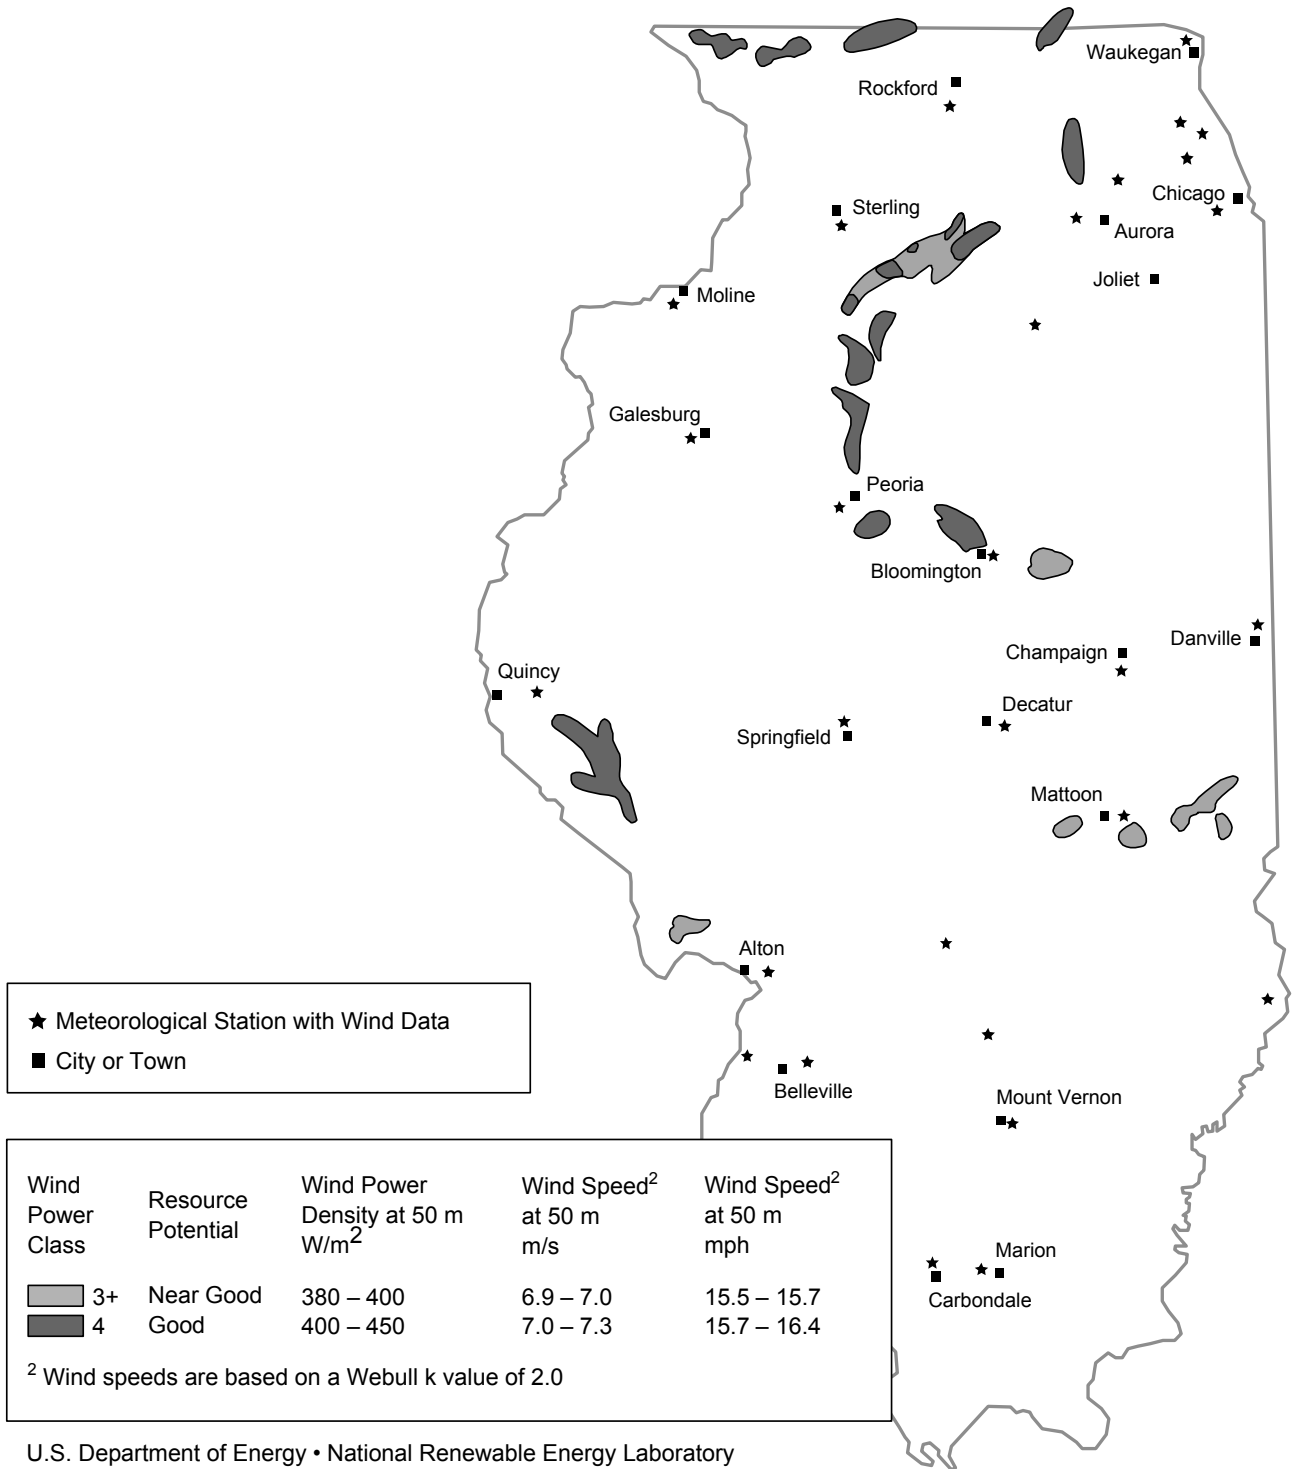 Waukegan
Rockford
Chicago
Sterling
Aurora
Joliet
Moline
Galesburg
Peoria
Bloomington
Danville
Champaign
Quincy
Decatur
Springfield
Mattoon
Alton
Meteorological Station with Wind Data
City or Town
Belleville
Mount Vernon
Wind Power Class
Resource Potential
Wind Power Density at 50 m W/m2
Wind Speed2 at 50 m m/s
Wind Speed2 at 50 m mph
3+ Near Good 380 – 400 6.9 – 7.0 15.5 – 15.7
4 Good 400 – 450 7.0 – 7.3 15.7 – 16.4
2 Wind speeds are based on a Webull k value of 2.0
Marion
Carbondale
U.S. Department of Energy • National Renewable Energy Laboratory